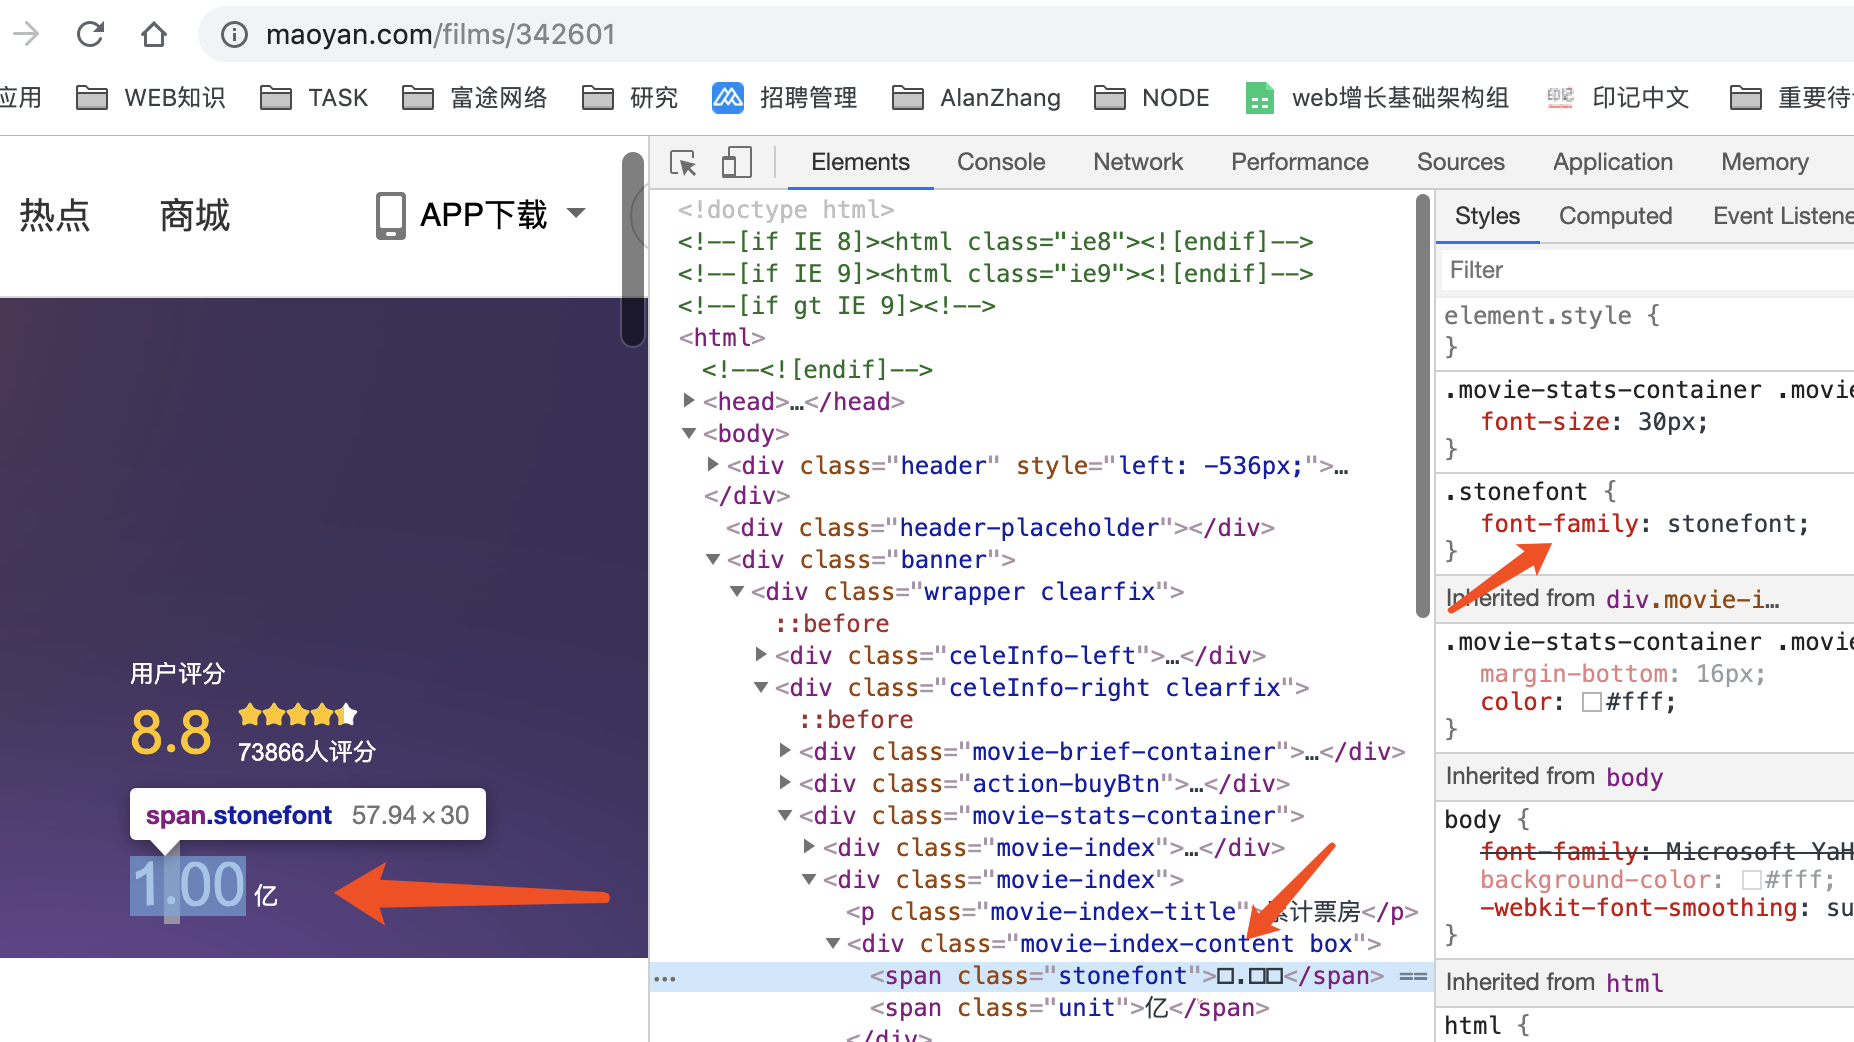 maoyan.com/films/342601
应用 WEB知识 TASK 富途网络 研究 招聘管理 AlanZhang NODE web增长基础架构组 印记中文 重要待
热点 商城 APP下载
用户评分
8.8
73866人评分
span.stonefont 57.94×30
1.00 亿
Elements Console Network Performance Sources Application Memory
<!doctype html>
<!--[if IE 8]><html class="ie8"><![endif]-->
<!--[if IE 9]><html class="ie9"><![endif]-->
<!--[if gt IE 9]><!-->
<html>
<!--<![endif]-->
<head>…</head>
<body>
<div class="header" style="left: -536px;">…
</div>
<div class="header-placeholder"></div>
<div class="banner">
<div class="wrapper clearfix">
::before
<div class="celeInfo-left">…</div>
<div class="celeInfo-right clearfix">
::before
<div class="movie-brief-container">…</div>
<div class="action-buyBtn">…</div>
<div class="movie-stats-container">
<div class="movie-index">…</div>
<div class="movie-index">
<p class="movie-index-title">累计票房</p>
<div class="movie-index-content box">
… <span class="stonefont">□.□□</span> ==
<span class="unit">亿</span>
</div>
Styles Computed Event Listene
Filter
element.style {
}
.movie-stats-container .movie
font-size: 30px;
}
.stonefont {
font-family: stonefont;
}
Inherited from div.movie-i…
.movie-stats-container .movie
margin-bottom: 16px;
color: #fff;
}
Inherited from body
body {
font-family: Microsoft YaH
background-color: #fff;
-webkit-font-smoothing: su
}
Inherited from html
html {